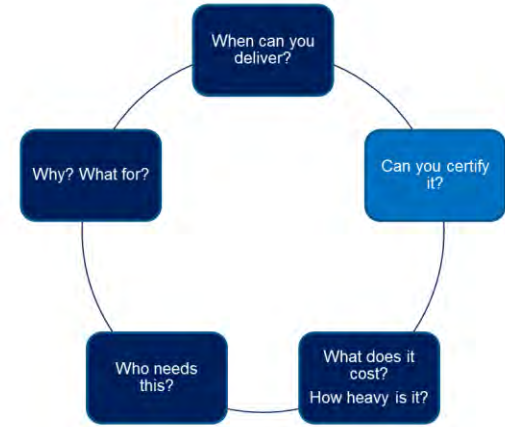 When can you
deliver?
Can you certify
it?
What does it
cost?
How heavy is it?
Who needs
this?
Why? What for?